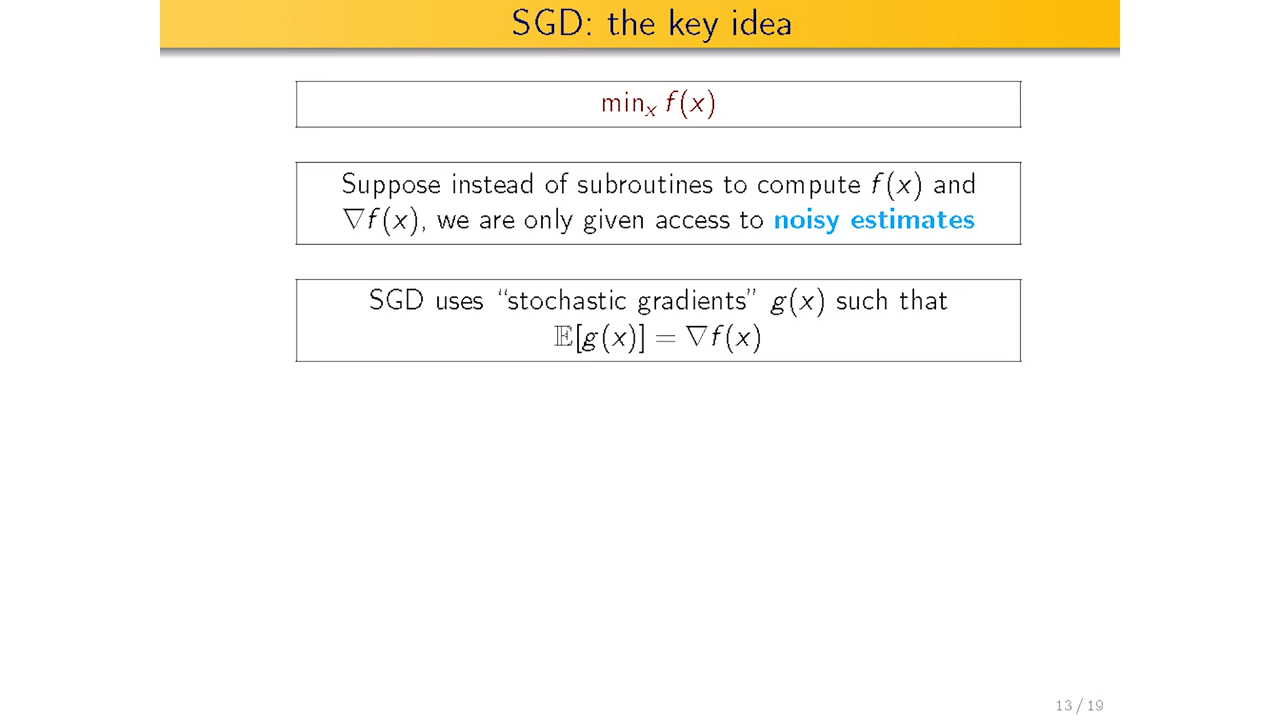 SGD: the key idea
minₓ f(x)
Suppose instead of subroutines to compute f(x) and
∇f(x), we are only given access to noisy estimates
SGD uses “stochastic gradients” g(x) such that
𝔼[g(x)] = ∇f(x)
13 / 19